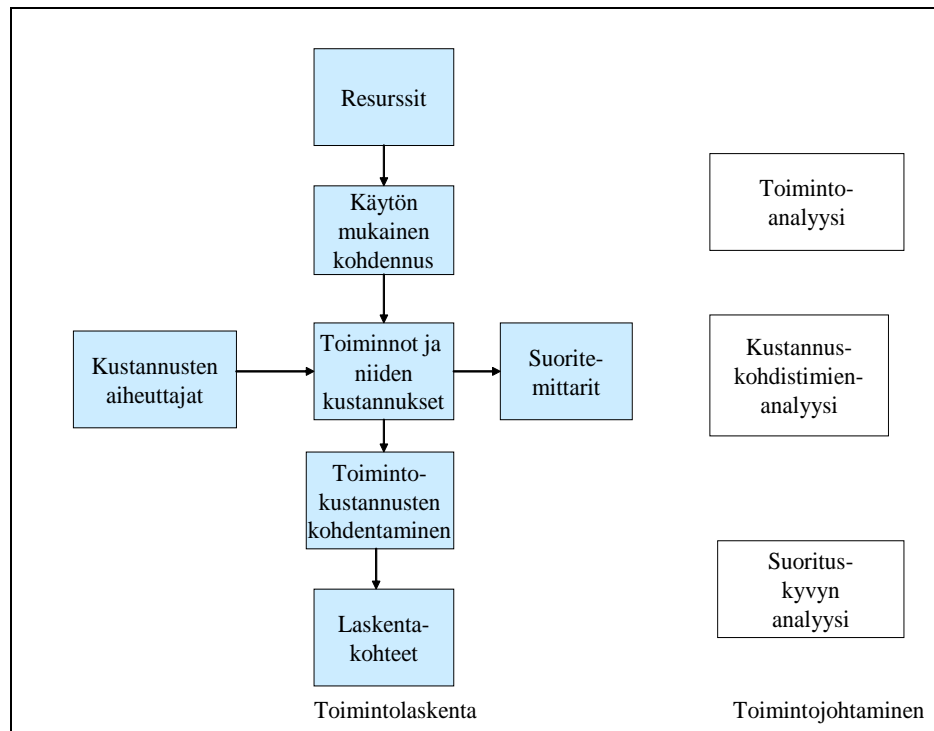 Resurssit
Käytön
mukainen
kohdennus
Toiminto-
analyysi
Kustannusten
aiheuttajat
Toiminnot ja
niiden
kustannukset
Suorite-
mittarit
Kustannus-
kohdistimien-
analyysi
Toiminto-
kustannusten
kohdentaminen
Suoritus-
kyvyn
analyysi
Laskenta-
kohteet
Toimintolaskenta
Toimintojohtaminen